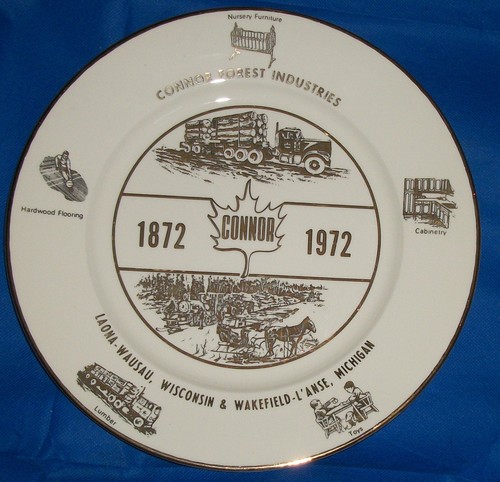 Nursery Furniture
CONNOR FOREST INDUSTRIES
Hardwood Flooring
Cabinetry
1872
CONNOR
1972
LAONA-WAUSAU, WISCONSIN & WAKEFIELD-L'ANSE, MICHIGAN
Lumber
Toys